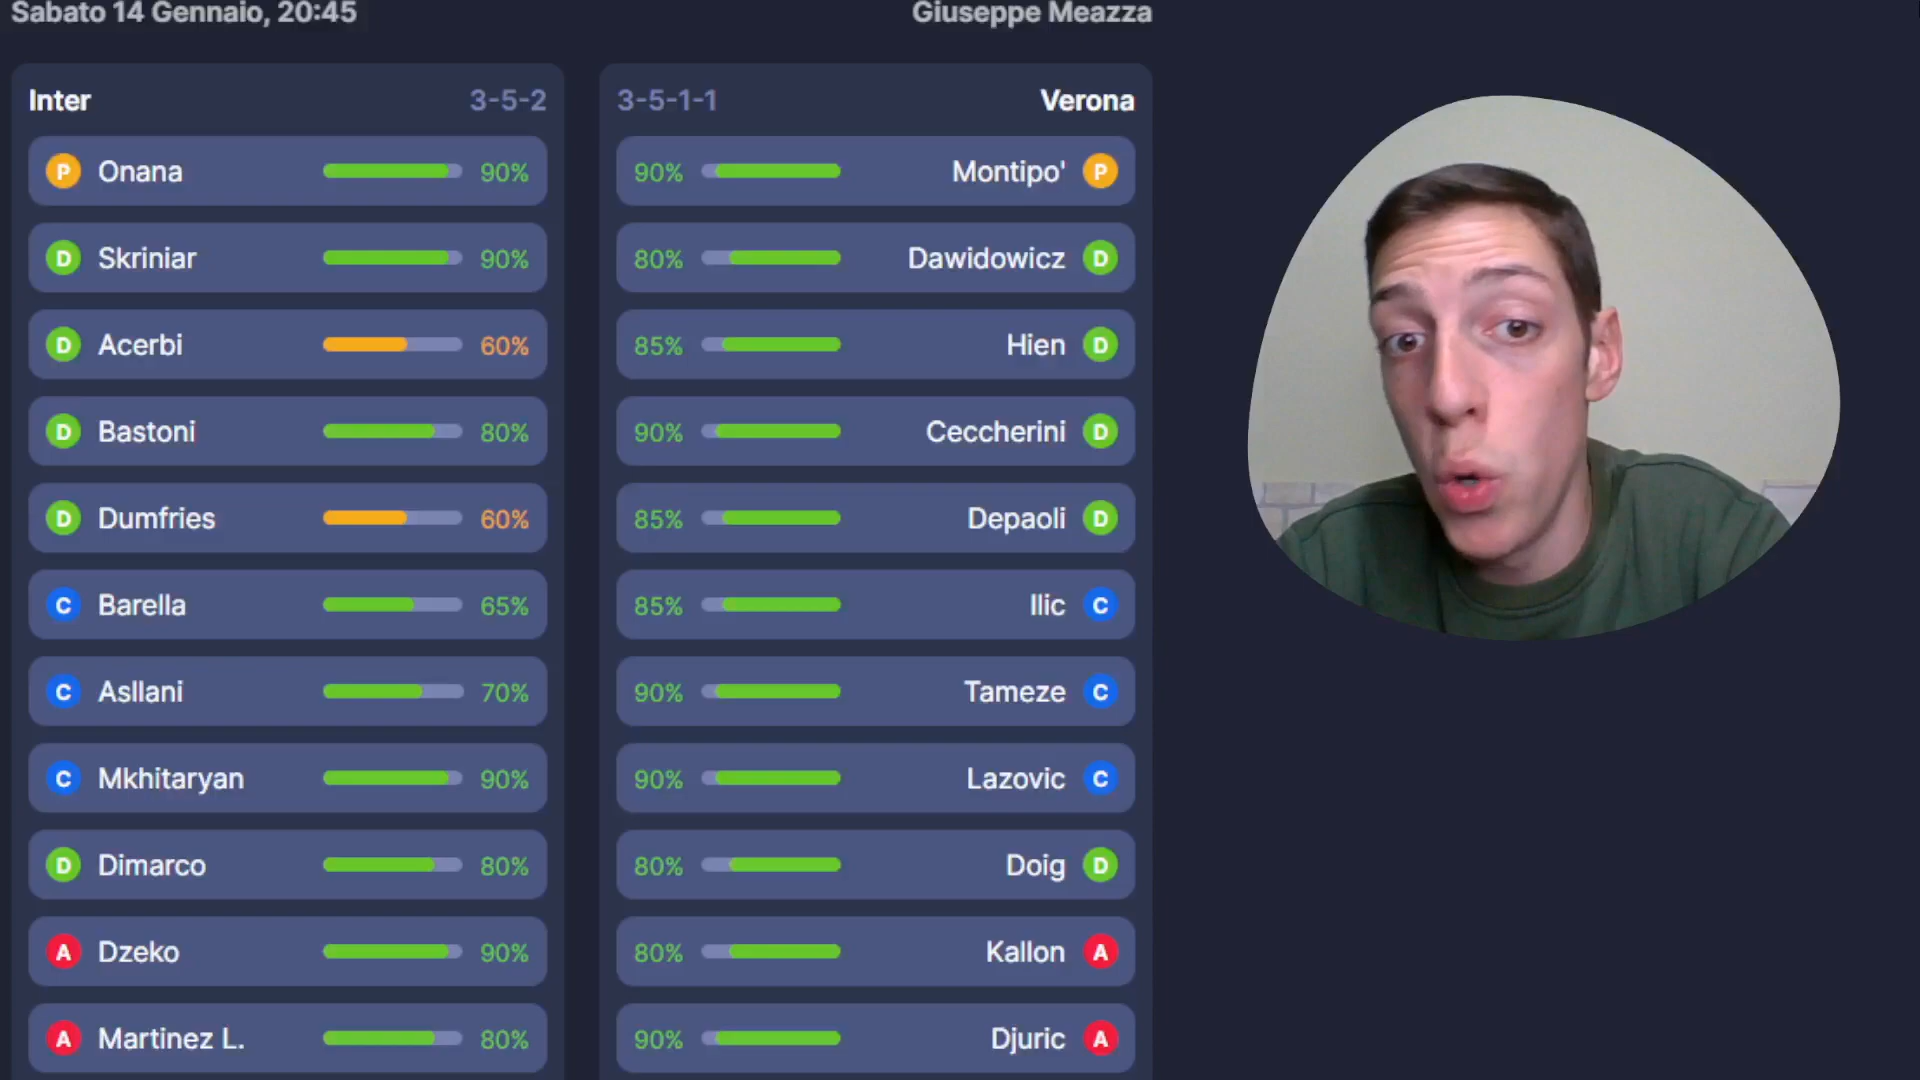 Sabato 14 Gennaio, 20:45
Giuseppe Meazza
Inter 3-5-2
P Onana 90%
D Skriniar 90%
D Acerbi 60%
D Bastoni 80%
D Dumfries 60%
C Barella 65%
C Asllani 70%
C Mkhitaryan 90%
D Dimarco 80%
A Dzeko 90%
A Martinez L. 80%
3-5-1-1 Verona
90% Montipo' P
80% Dawidowicz D
85% Hien D
90% Ceccherini D
85% Depaoli D
85% Ilic C
90% Tameze C
90% Lazovic C
80% Doig D
80% Kallon A
90% Djuric A